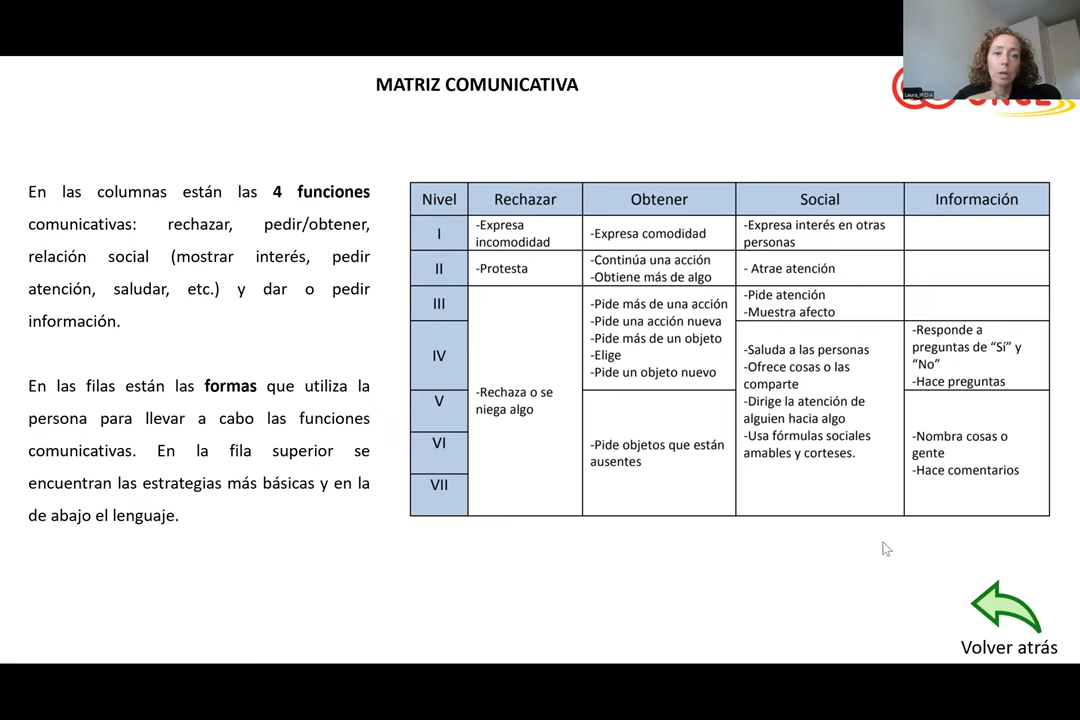 MATRIZ COMUNICATIVA
Laura_IRIDIA
En las columnas están las 4 funciones
comunicativas: rechazar, pedir/obtener,
relación social (mostrar interés, pedir
atención, saludar, etc.) y dar o pedir
información.
En las filas están las formas que utiliza la
persona para llevar a cabo las funciones
comunicativas. En la fila superior se
encuentran las estrategias más básicas y en la
de abajo el lenguaje.
Nivel Rechazar Obtener Social Información
I
-Expresa
incomodidad
-Expresa comodidad
-Expresa interés en otras
personas
II
-Protesta
-Continúa una acción
-Obtiene más de algo
- Atrae atención
III
-Pide más de una acción
-Pide una acción nueva
-Pide más de un objeto
-Elige
-Pide un objeto nuevo
-Pide atención
-Muestra afecto
IV
-Saluda a las personas
-Ofrece cosas o las
comparte
-Dirige la atención de
alguien hacia algo
-Usa fórmulas sociales
amables y corteses.
-Responde a
preguntas de “Sí” y
“No”
-Hace preguntas
-Rechaza o se
niega algo
V
VI
VII
-Pide objetos que están
ausentes
-Nombra cosas o
gente
-Hace comentarios
Volver atrás